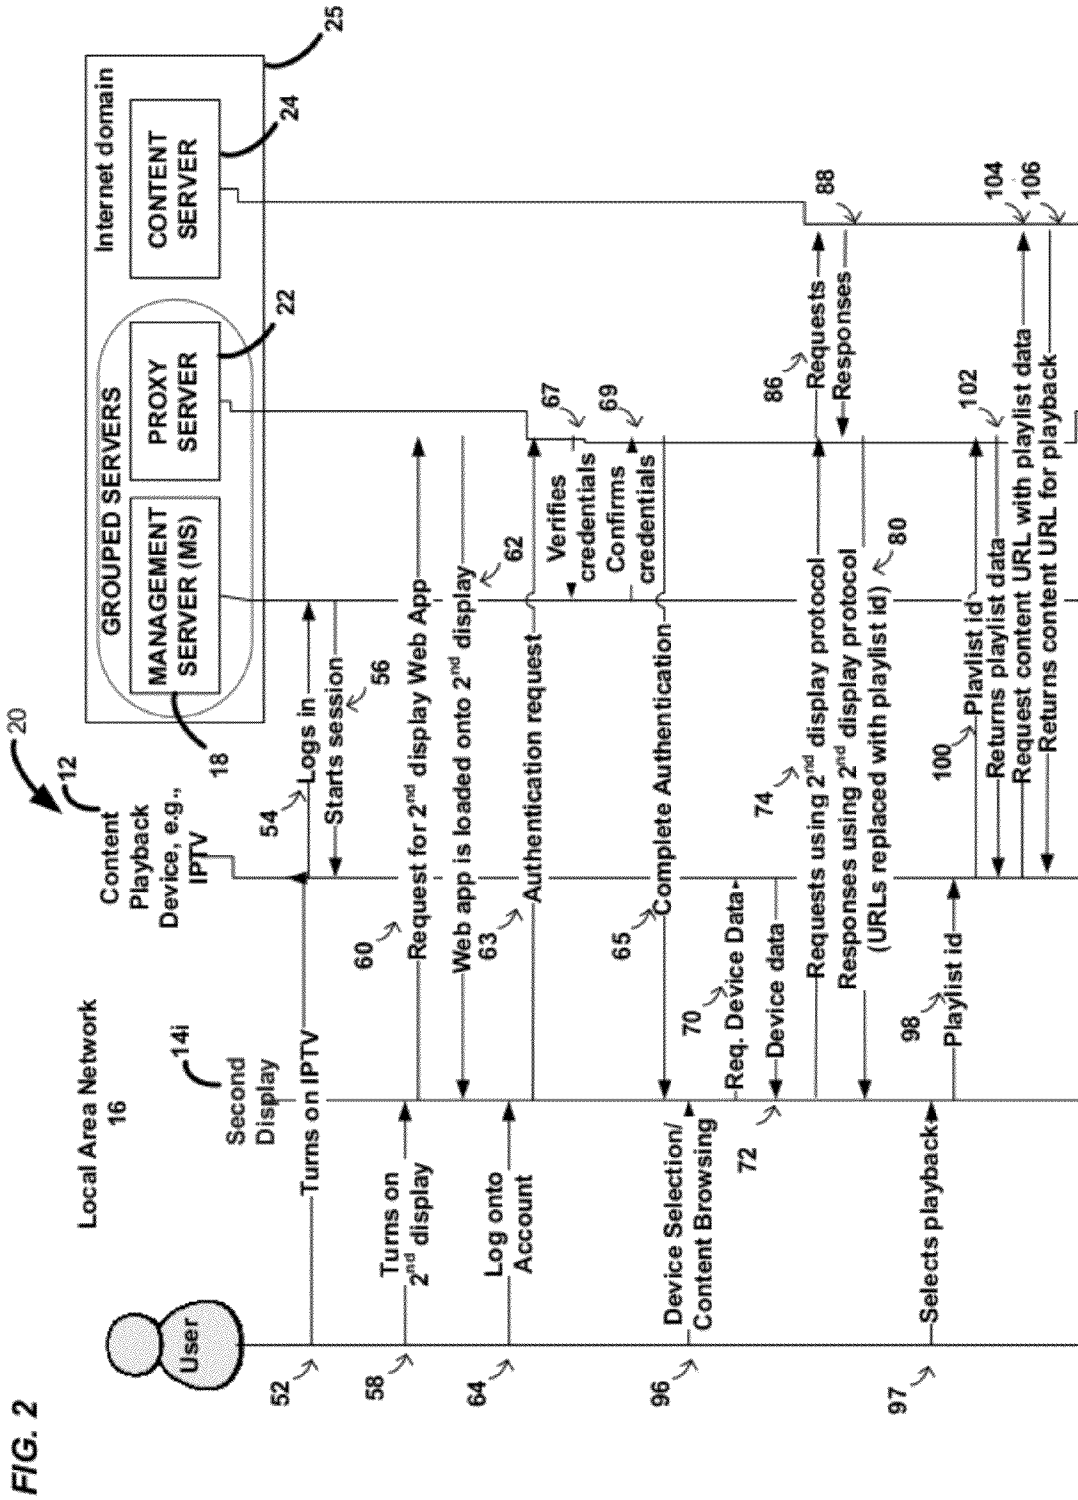 FIG. 2
20
Local Area Network
16
User
14i
Second
Display
12
Content
Playback
Device, e.g.,
IPTV
GROUPED SERVERS
MANAGEMENT
SERVER (MS)
18
PROXY
SERVER
22
Internet domain
CONTENT
SERVER
24
25
52
Turns on IPTV
54
Logs in
Starts session
56
58
Turns on
2nd display
60
Request for 2nd display Web App
Web app is loaded onto 2nd display
62
64
Log onto
Account
63
Authentication request
67
Verifies
credentials
69
Confirms
credentials
65
Complete Authentication
96
Device Selection/
Content Browsing
70
Req. Device Data
Device data
72
74
Requests using 2nd display protocol
86
Requests
Responses
88
Responses using 2nd display protocol
(URLs replaced with playlist id)
80
97
Selects playback
98
Playlist id
100
Playlist id
102
Returns playlist data
104
Request content URL with playlist data
106
Returns content URL for playback